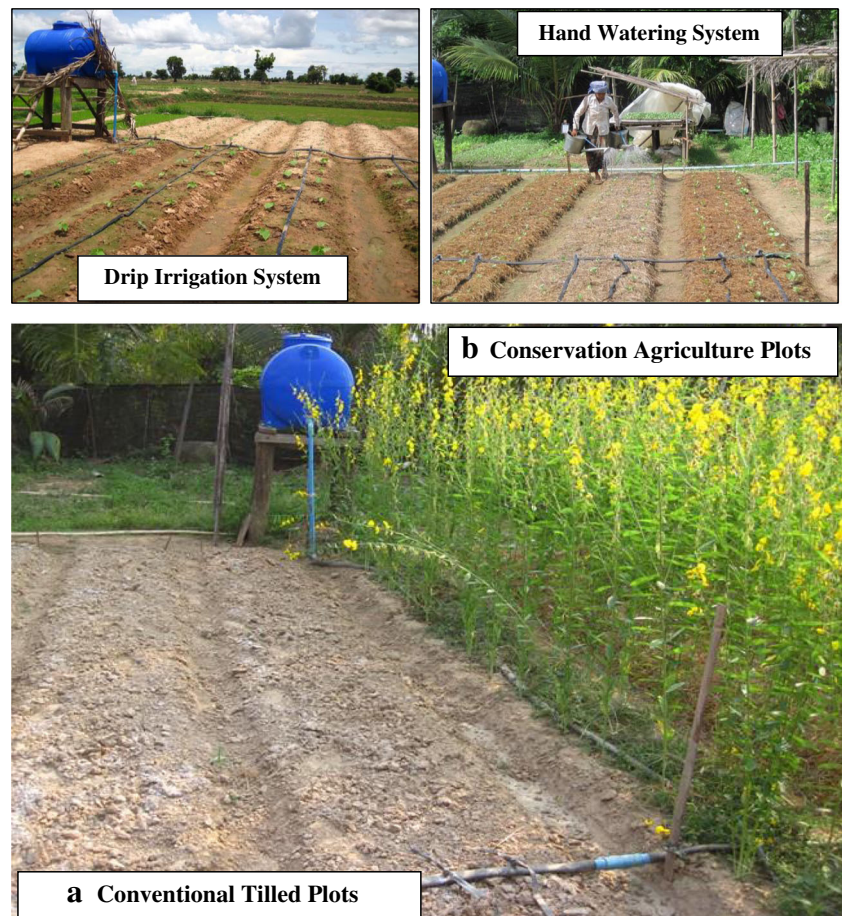 Drip Irrigation System
Hand Watering System
b Conservation Agriculture Plots
a Conventional Tilled Plots